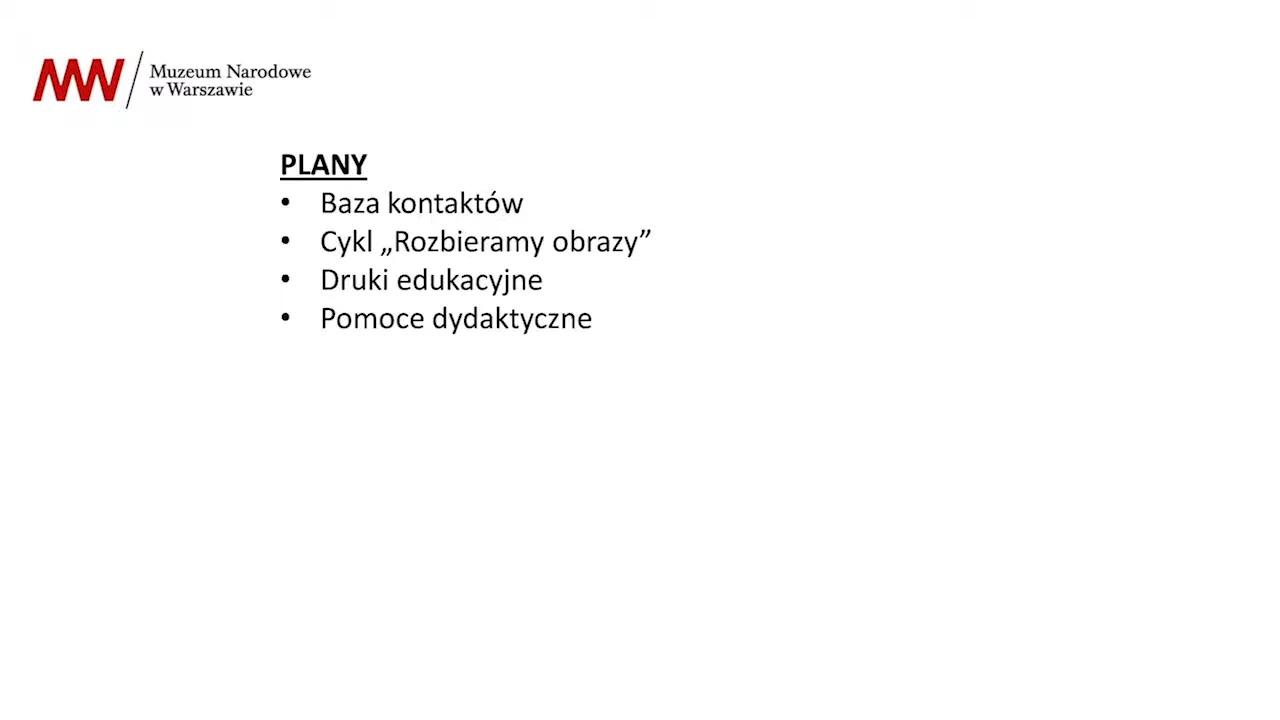 MNW
Muzeum Narodowe
w Warszawie
PLANY
• Baza kontaktów
• Cykl „Rozbieramy obrazy”
• Druki edukacyjne
• Pomoce dydaktyczne